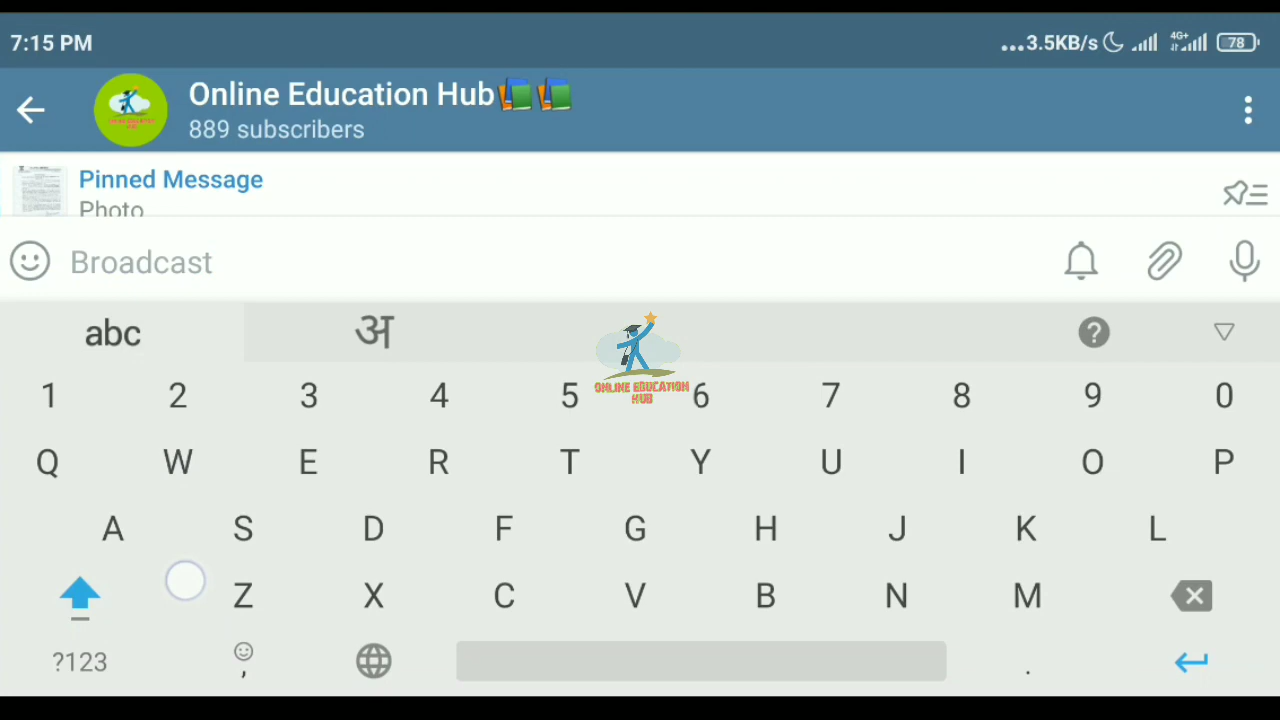 7:15 PM
...3.5KB/s 4G+ 78
Online Education Hub
889 subscribers
Pinned Message
Photo
Broadcast
abc अ ?
ONLINE EDUCATION
HUB
1 2 3 4 5 6 7 8 9 0
Q W E R T Y U I O P
A S D F G H J K L
Z X C V B N M
?123 , .